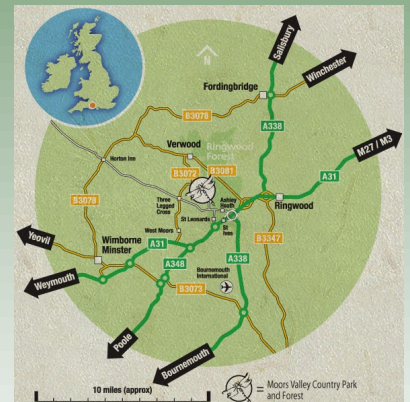 Salisbury
N
Winchester
Fordingbridge
B3078
A338
M27 / M3
Verwood
Ringwood
Forest
Horton Inn
B3072
B3081
A31
B3078
Three
Legged
Cross
Ashley
Heath
St Leonards
St
Ives
Ringwood
West Moors
Yeovil
Wimborne
Minster
A31
B3347
Weymouth
A348
A338
Bournemouth
International
B3073
Poole
Bournemouth
10 miles (approx)
= Moors Valley Country Park
and Forest